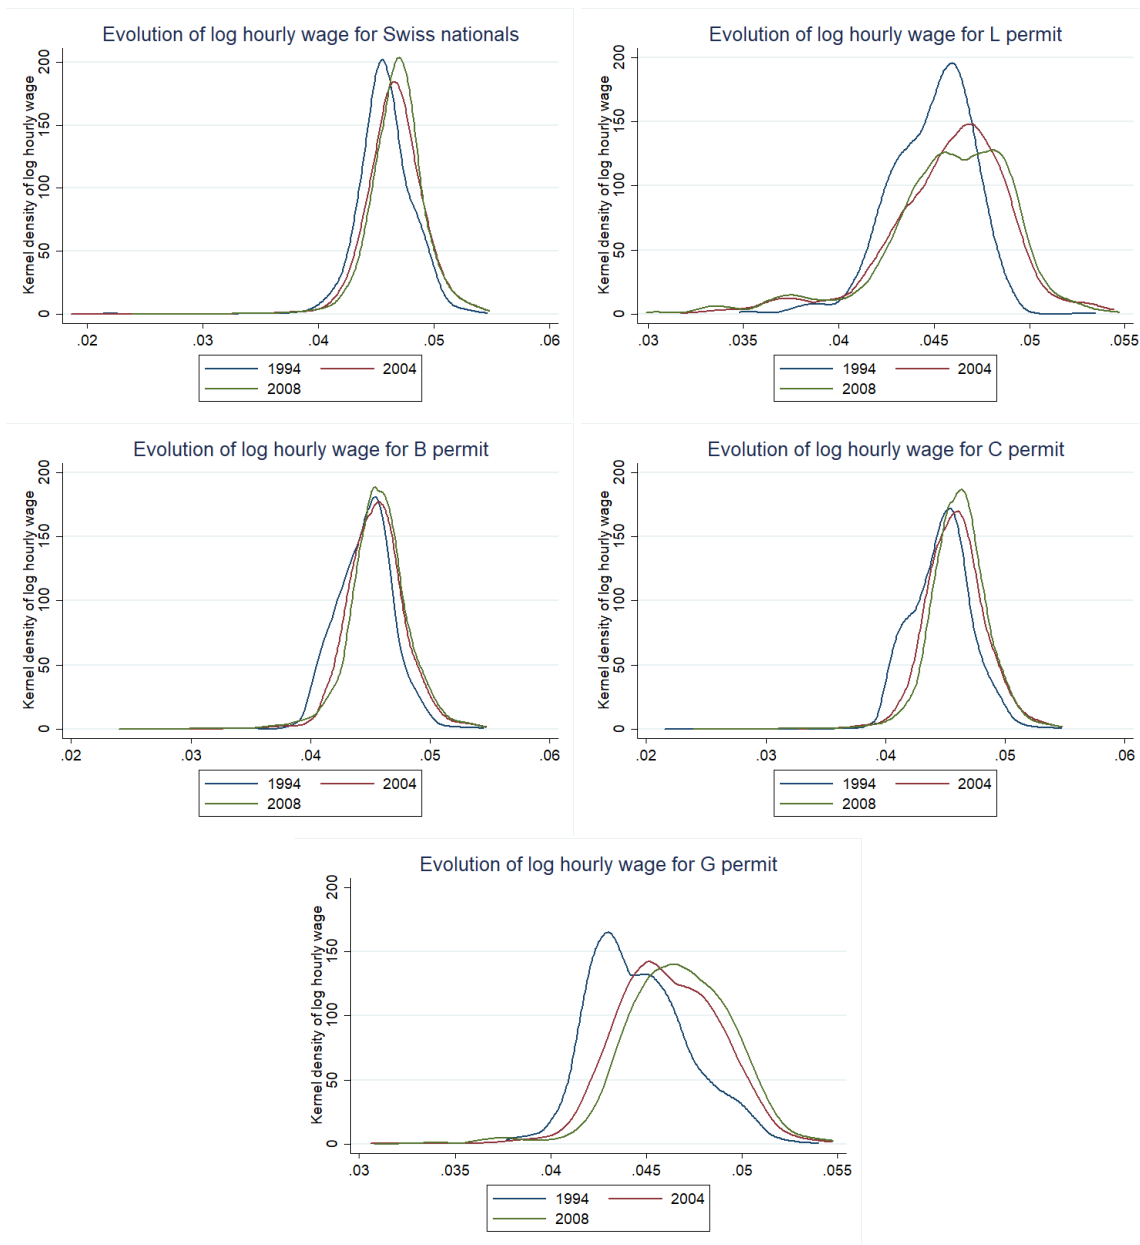 Evolution of log hourly wage for Swiss nationals
Kernel density of log hourly wage
200
150
100
50
0
.02 .03 .04 .05 .06
1994 2004
2008
Evolution of log hourly wage for L permit
Kernel density of log hourly wage
200
150
100
50
0
.03 .035 .04 .045 .05 .055
1994 2004
2008
Evolution of log hourly wage for B permit
Kernel density of log hourly wage
200
150
100
50
0
.02 .03 .04 .05 .06
1994 2004
2008
Evolution of log hourly wage for C permit
Kernel density of log hourly wage
200
150
100
50
0
.02 .03 .04 .05 .06
1994 2004
2008
Evolution of log hourly wage for G permit
Kernel density of log hourly wage
200
150
100
50
0
.03 .035 .04 .045 .05 .055
1994 2004
2008